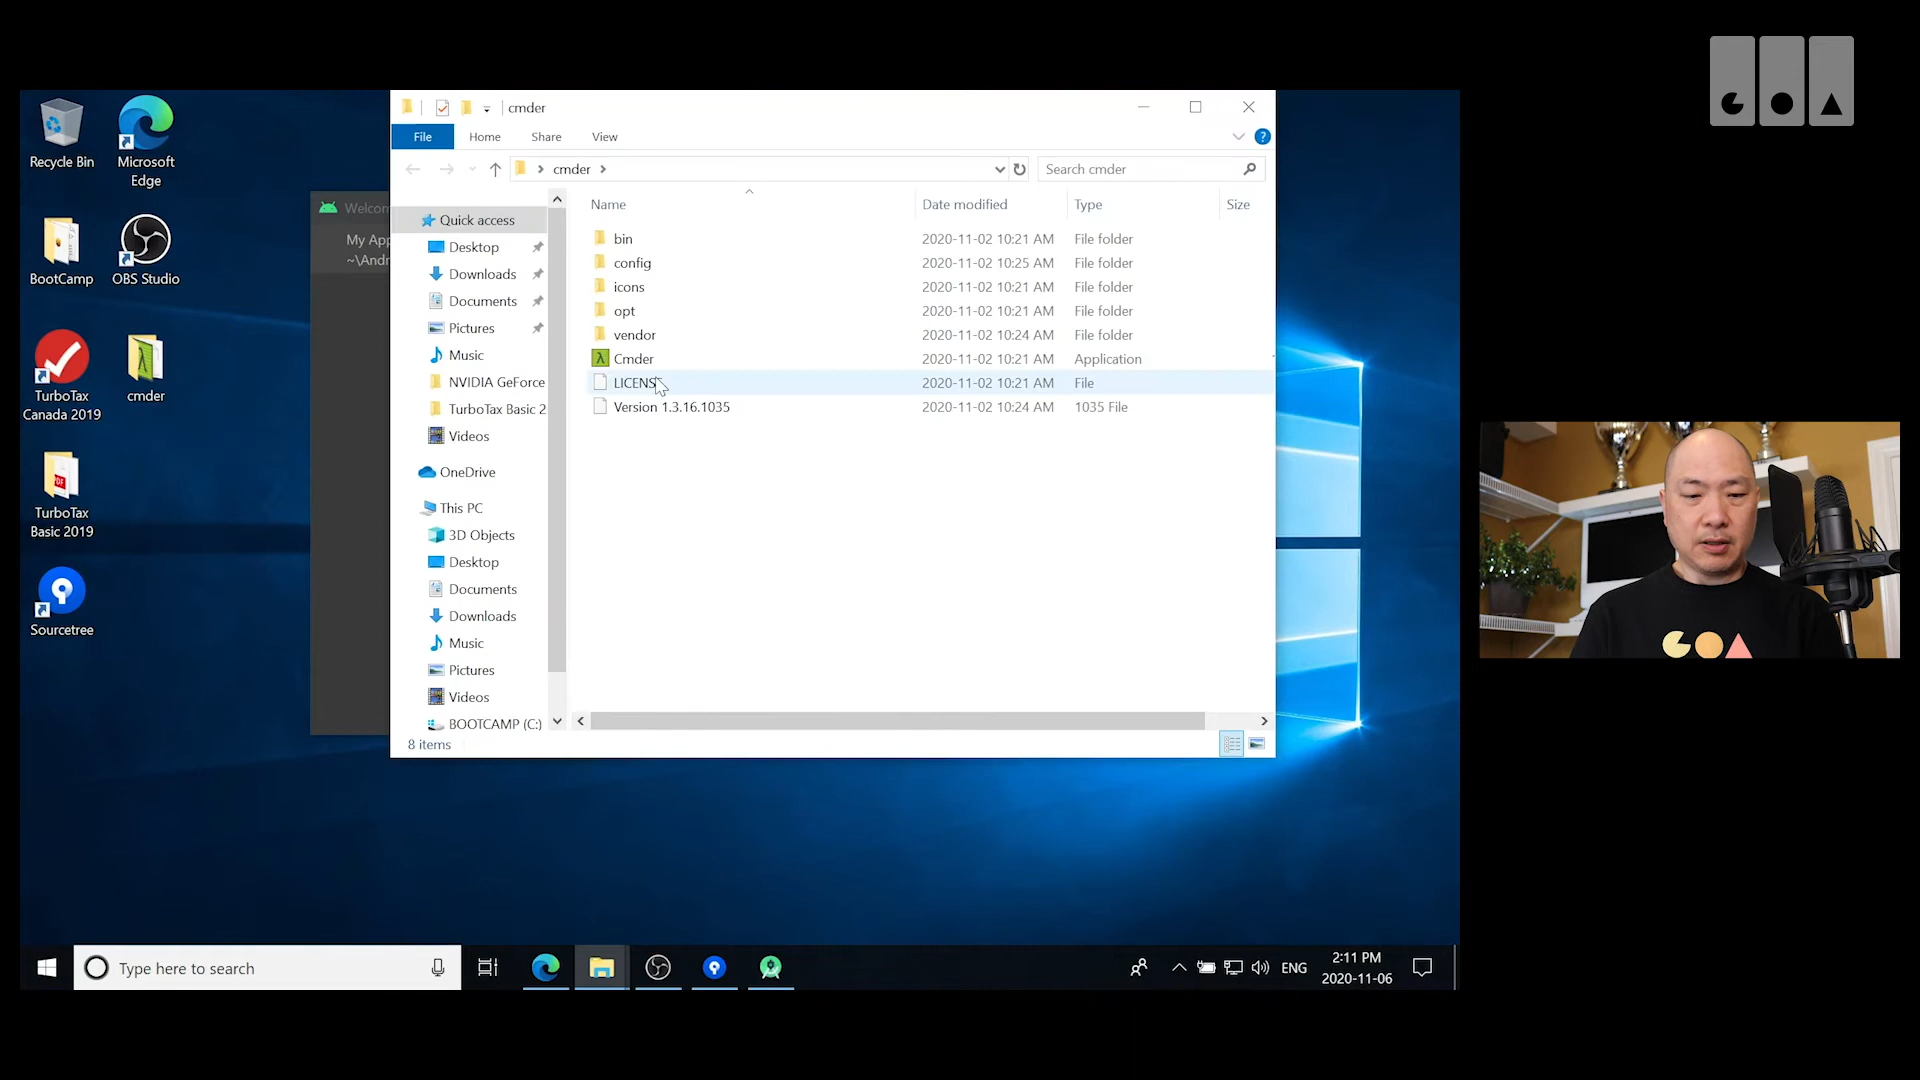 Recycle Bin
Microsoft
Edge
BootCamp
OBS Studio
TurboTax
Canada 2019
cmder
TurboTax
Basic 2019
Sourcetree
My App
~\Andr
cmder
File
Home
Share
View
cmder
Search cmder
Quick access
Desktop
Downloads
Documents
Pictures
Music
NVIDIA GeForce
TurboTax Basic 2
Videos
OneDrive
This PC
3D Objects
Desktop
Documents
Downloads
Music
Pictures
Videos
BOOTCAMP (C:)
Name Date modified Type Size
bin 2020-11-02 10:21 AM File folder
config 2020-11-02 10:25 AM File folder
icons 2020-11-02 10:21 AM File folder
opt 2020-11-02 10:21 AM File folder
vendor 2020-11-02 10:24 AM File folder
Cmder 2020-11-02 10:21 AM Application
LICENS 2020-11-02 10:21 AM File
Version 1.3.16.1035 2020-11-02 10:24 AM 1035 File
8 items
Type here to search
ENG
2:11 PM
2020-11-06